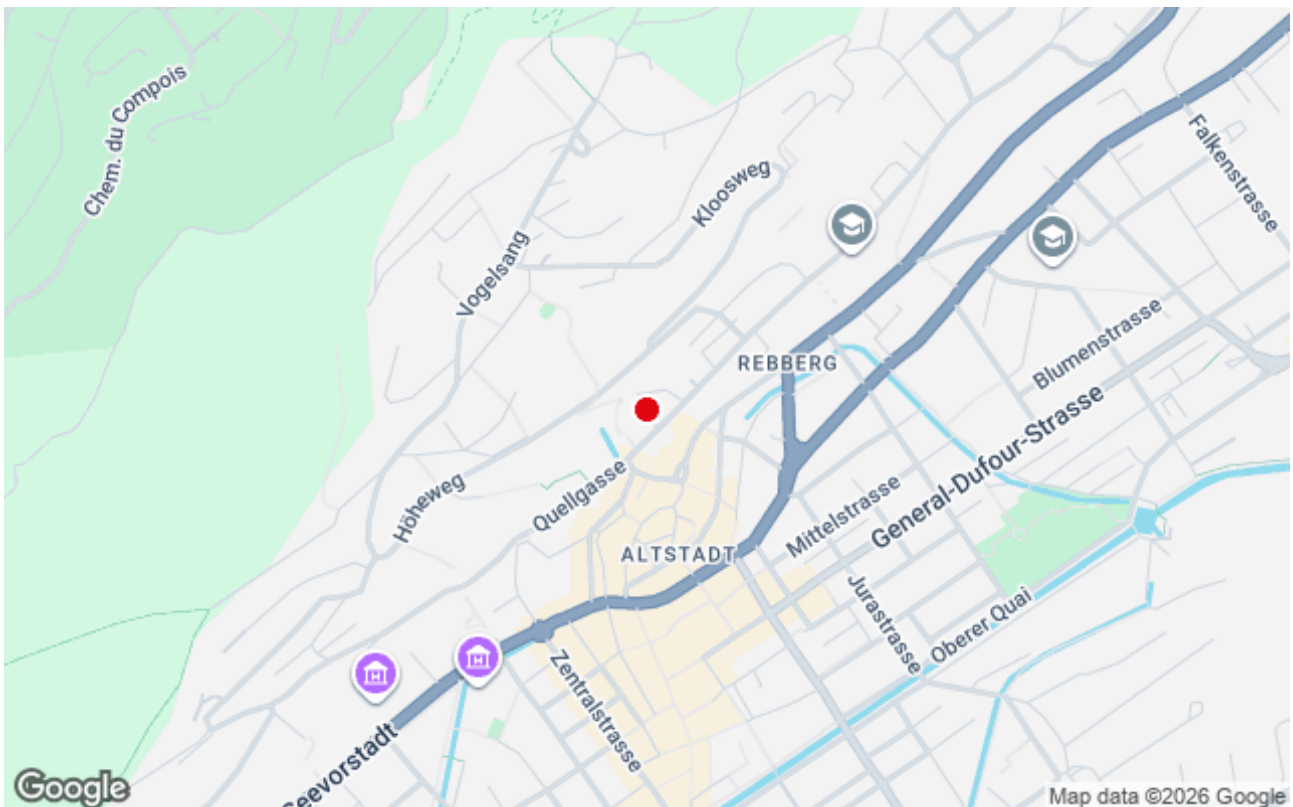 Chem. du Compois
Falkenstrasse
Kloosweg
Vogelsang
Blumenstrasse
REBBERG
General-Dufour-Strasse
Höheweg
Quellgasse
Mittelstrasse
ALTSTADT
Jurastrasse
Oberer Quai
Zentralstrasse
Seevorstadt
Google
Map data ©2026 Google